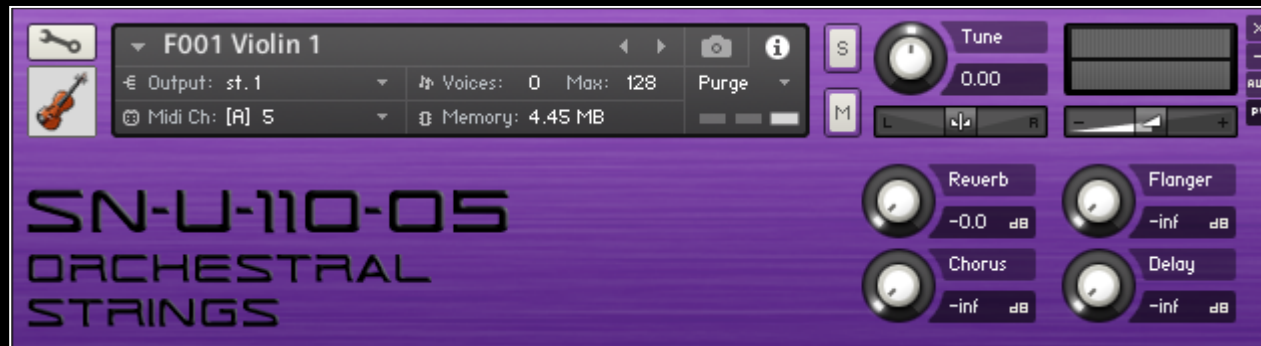 F001 Violin 1
i
S
Tune
Output: st. 1
Voices: 0 Max: 128
Purge
0.00
Midi Ch: [A] 5
Memory: 4.45 MB
M
L
R
-
+
×
-
AU
PV
SN-U-110-05
ORCHESTRAL
STRINGS
Reverb
-0.0 dB
Flanger
-inf dB
Chorus
-inf dB
Delay
-inf dB